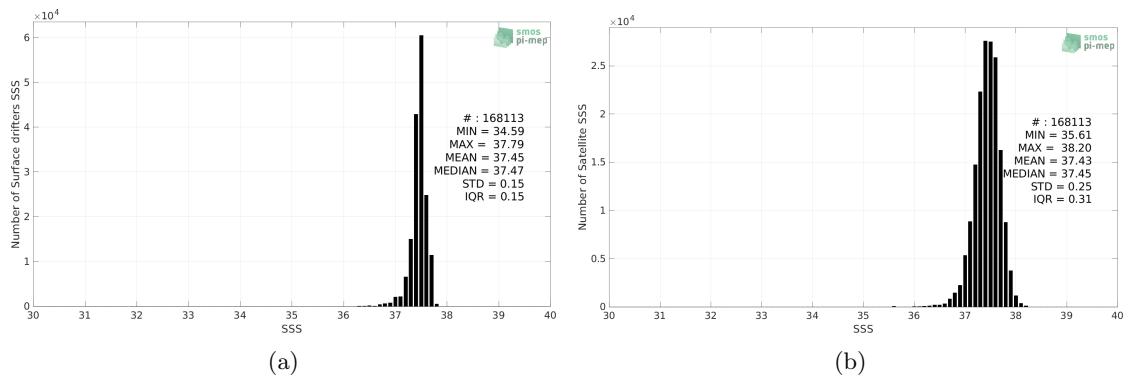 ×10⁴
6
5
4
3
2
1
0
Number of Surface drifters SSS
smos
pi-mep
# : 168113
MIN = 34.59
MAX = 37.79
MEAN = 37.45
MEDIAN = 37.47
STD = 0.15
IQR = 0.15
30 31 32 33 34 35 36 37 38 39 40
SSS
(a)
×10⁴
2.5
2
1.5
1
0.5
0
Number of Satellite SSS
smos
pi-mep
# : 168113
MIN = 35.61
MAX = 38.20
MEAN = 37.43
MEDIAN = 37.45
STD = 0.25
IQR = 0.31
30 31 32 33 34 35 36 37 38 39 40
SSS
(b)